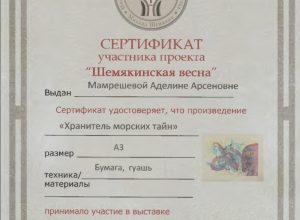 СЕРТИФИКАТ
участника проекта
"Шемякинская весна"
Выдан Мамрешевой Аделине Арсеновне
Сертификат удостоверяет, что произведение
«Хранитель морских тайн»
размер А3
техника/ Бумага, гуашь
материалы
принимало участие в выставке